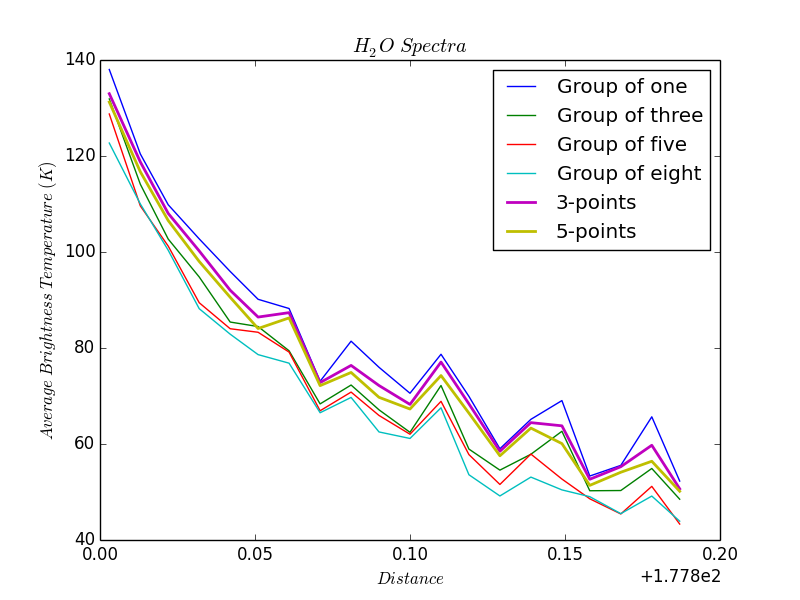 H₂O Spectra
140
120
100
80
60
40
Average Brightness Temperature (K)
Group of one
Group of three
Group of five
Group of eight
3-points
5-points
0.00 0.05 0.10 0.15 0.20
Distance
+1.778e2